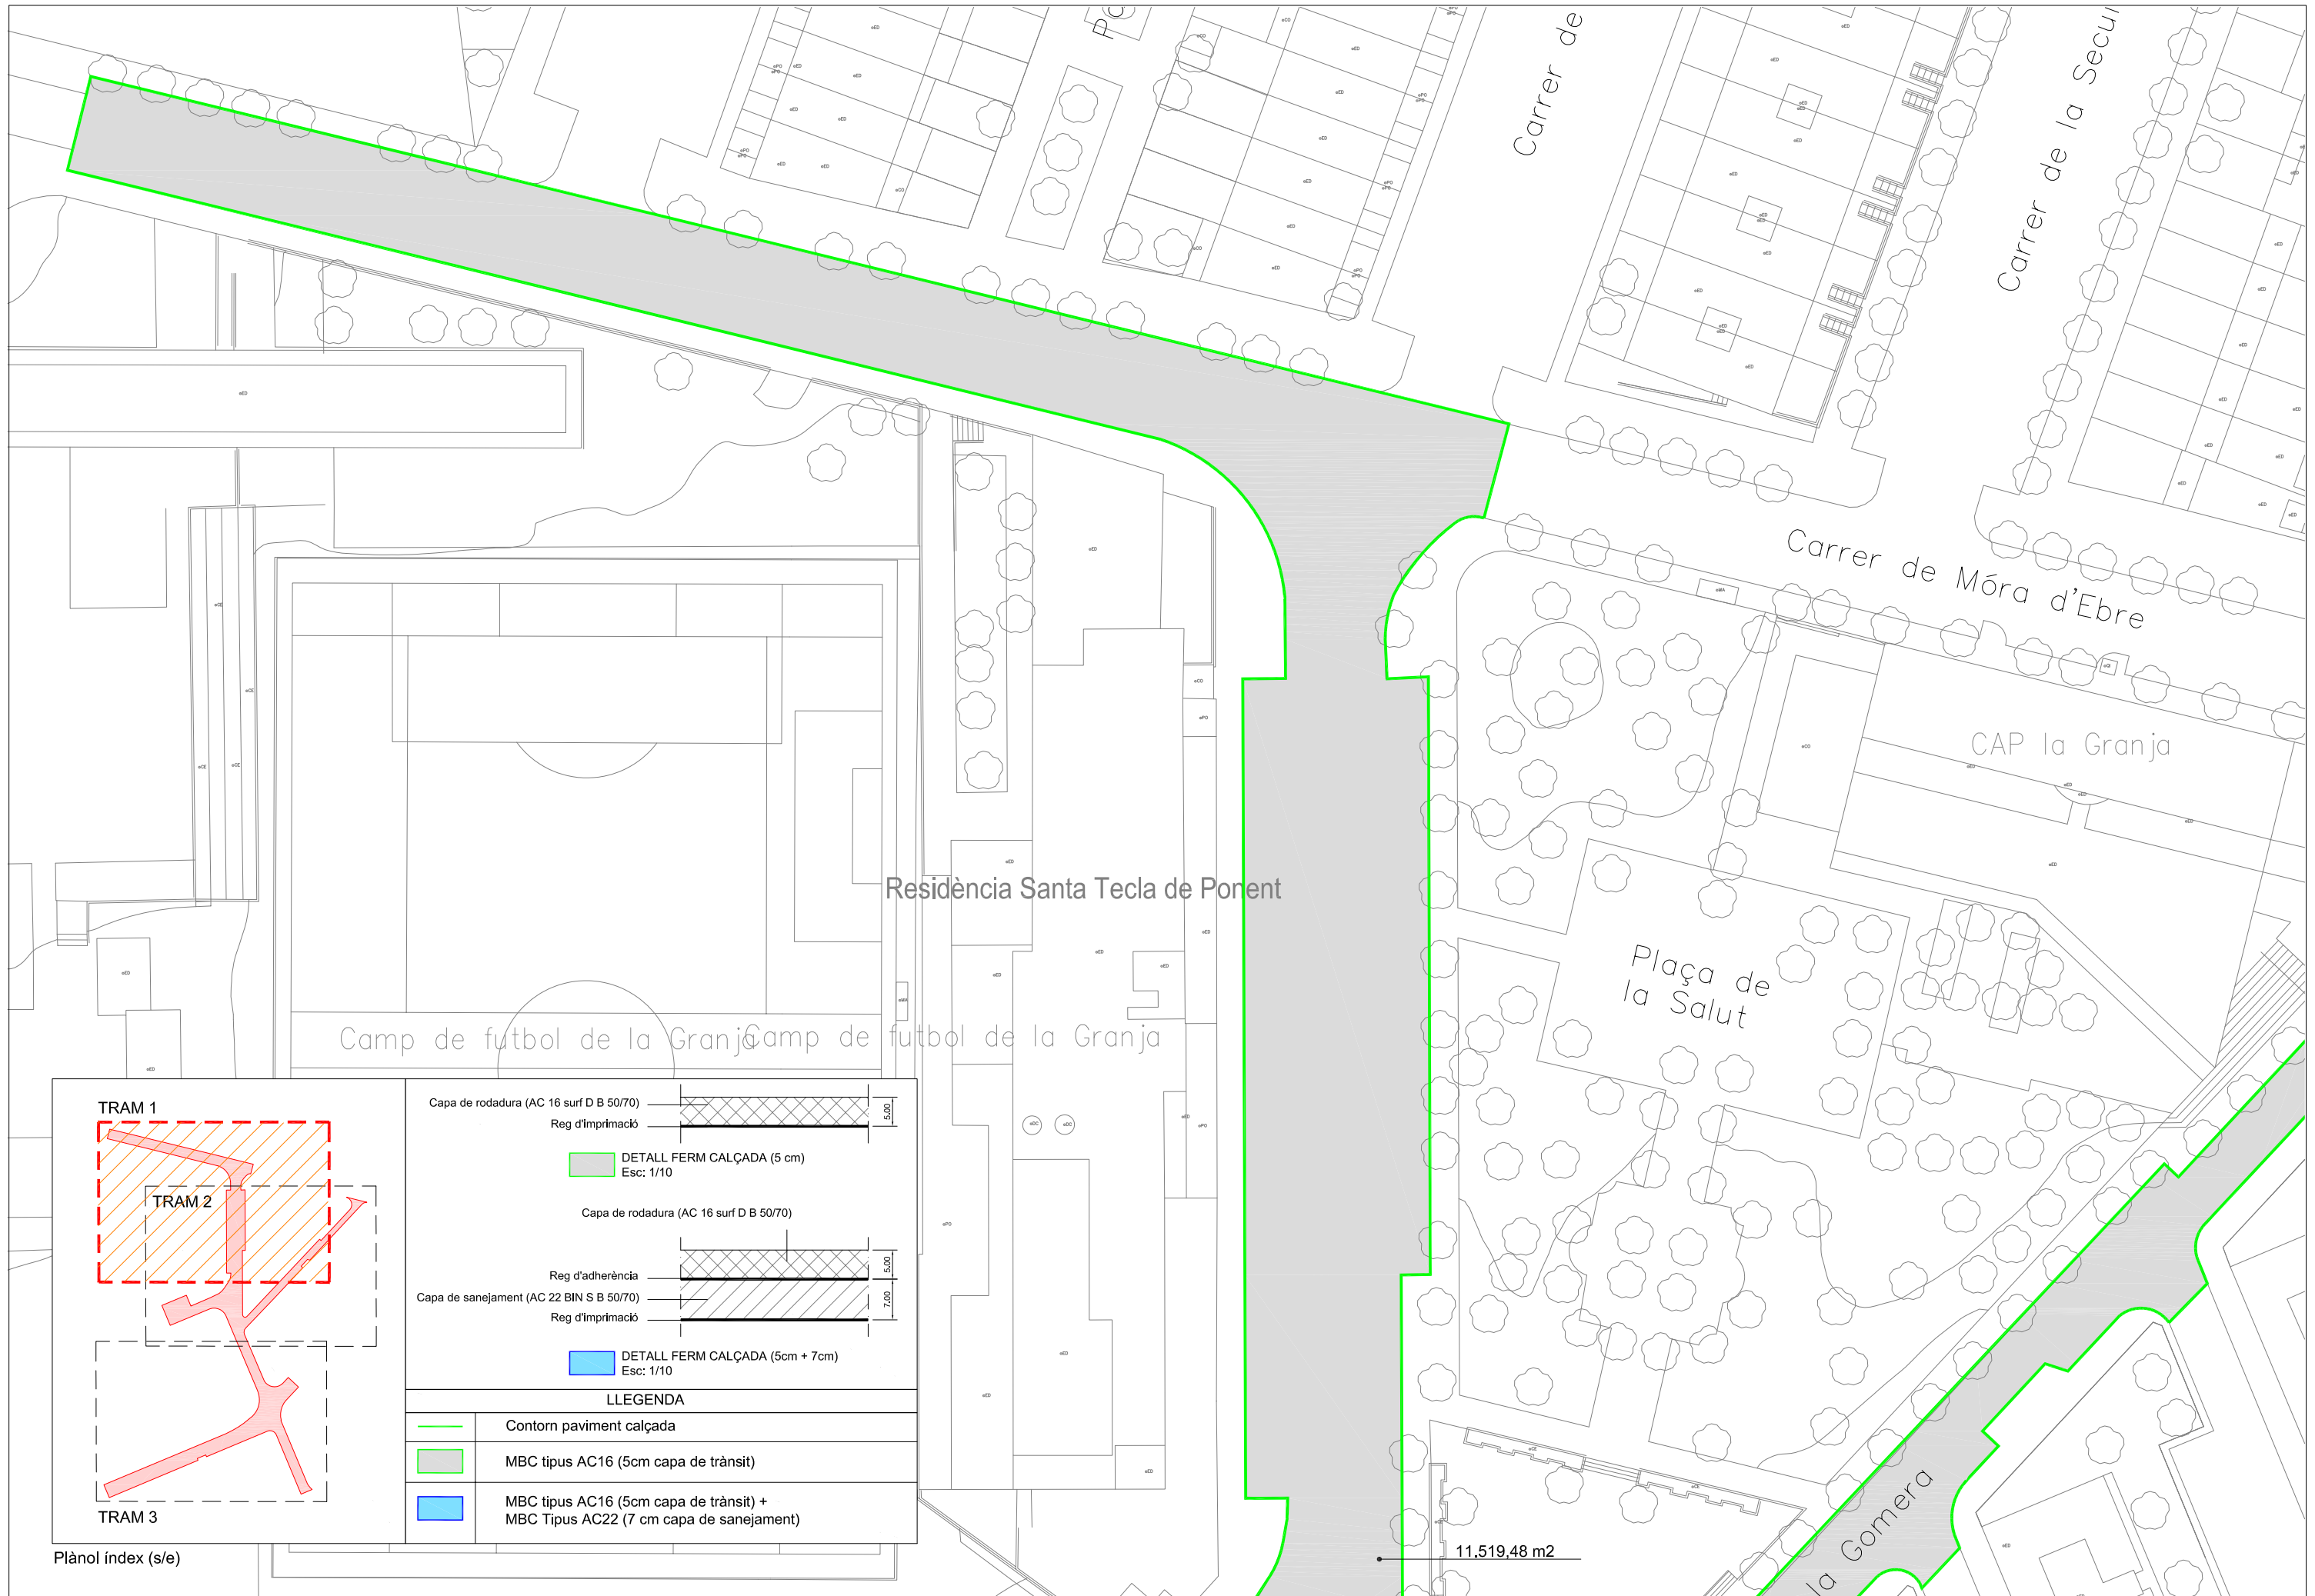 Carrer de
Carrer de la Secui
Carrer de Móra d'Ebre
CAP la Granja
Residència Santa Tecla de Ponent
Plaça de
la Salut
Camp de futbol de la Granja
Camp de futbol de la Granja
TRAM 1
TRAM 2
TRAM 3
Plànol índex (s/e)
Capa de rodadura (AC 16 surf D B 50/70)
Reg d'imprimació
5.00
DETALL FERM CALÇADA (5 cm)
Esc: 1/10
Capa de rodadura (AC 16 surf D B 50/70)
Reg d'adherència
Capa de sanejament (AC 22 BIN S B 50/70)
Reg d'imprimació
5.00
7.00
DETALL FERM CALÇADA (5cm + 7cm)
Esc: 1/10
LLEGENDA
Contorn paviment calçada
MBC tipus AC16 (5cm capa de trànsit)
MBC tipus AC16 (5cm capa de trànsit) +
MBC Tipus AC22 (7 cm capa de sanejament)
11.519,48 m2
la Gomera